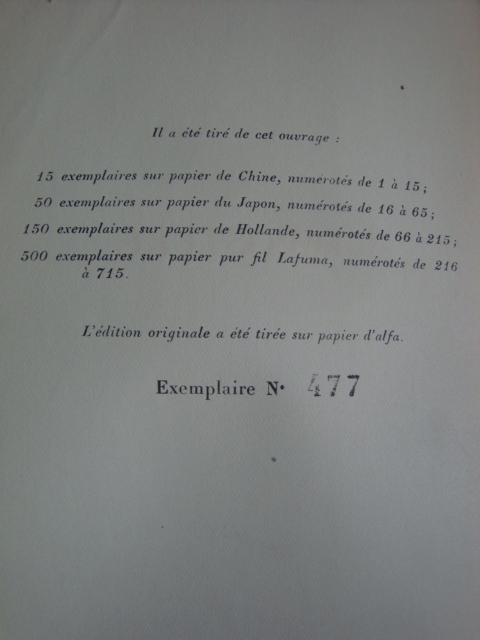 Il a été tiré de cet ouvrage :
15 exemplaires sur papier de Chine, numérotés de 1 à 15;
50 exemplaires sur papier du Japon, numérotés de 16 à 65;
150 exemplaires sur papier de Hollande, numérotés de 66 à 215;
500 exemplaires sur papier pur fil Lafuma, numérotés de 216
à 715.
L'édition originale a été tirée sur papier d'alfa.
Exemplaire N° 477